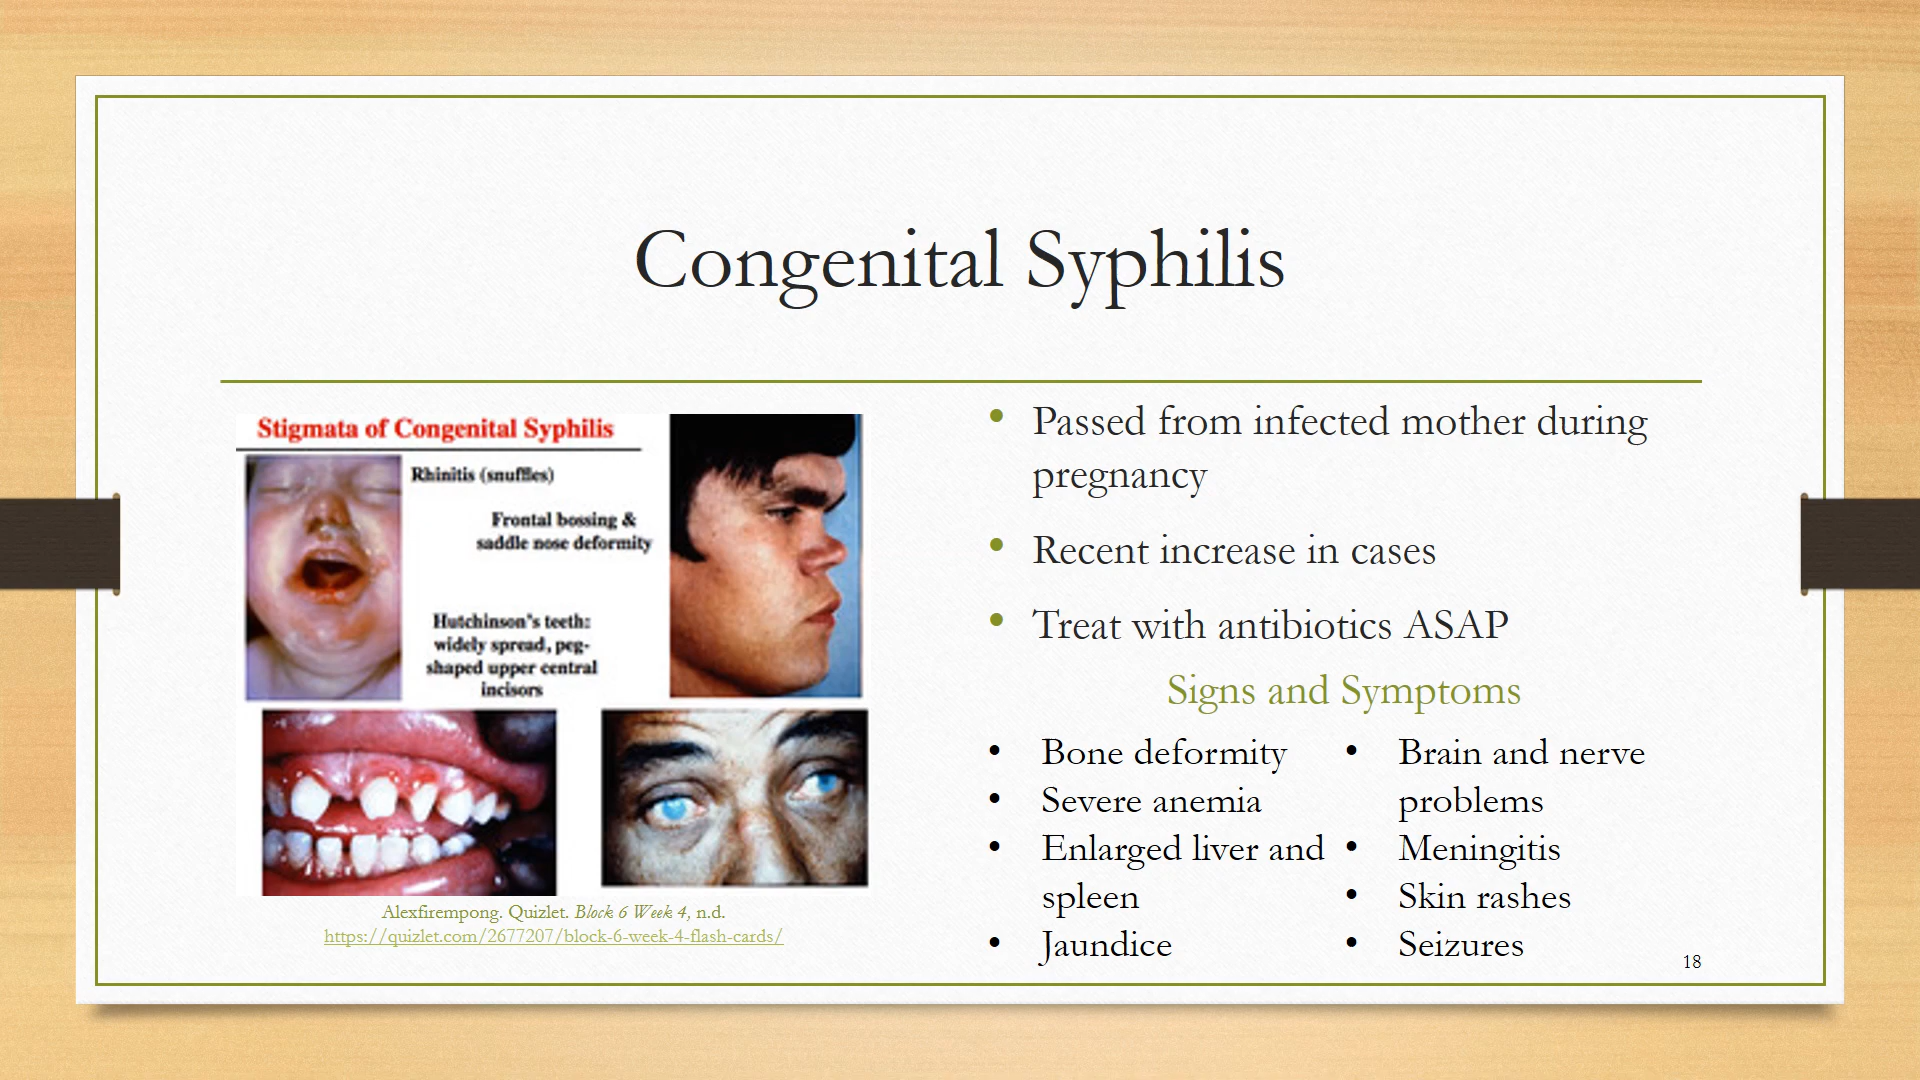 Congenital Syphilis
Stigmata of Congenital Syphilis
Rhinitis (snuffles)
Frontal bossing &
saddle nose deformity
Hutchinson's teeth:
widely spread, peg-
shaped upper central
incisors
Alexfirempong. Quizlet. Block 6 Week 4, n.d.
https://quizlet.com/2677207/block-6-week-4-flash-cards/
• Passed from infected mother during
pregnancy
• Recent increase in cases
• Treat with antibiotics ASAP
Signs and Symptoms
• Bone deformity
• Severe anemia
• Enlarged liver and
spleen
• Jaundice
• Brain and nerve
problems
• Meningitis
• Skin rashes
• Seizures
18